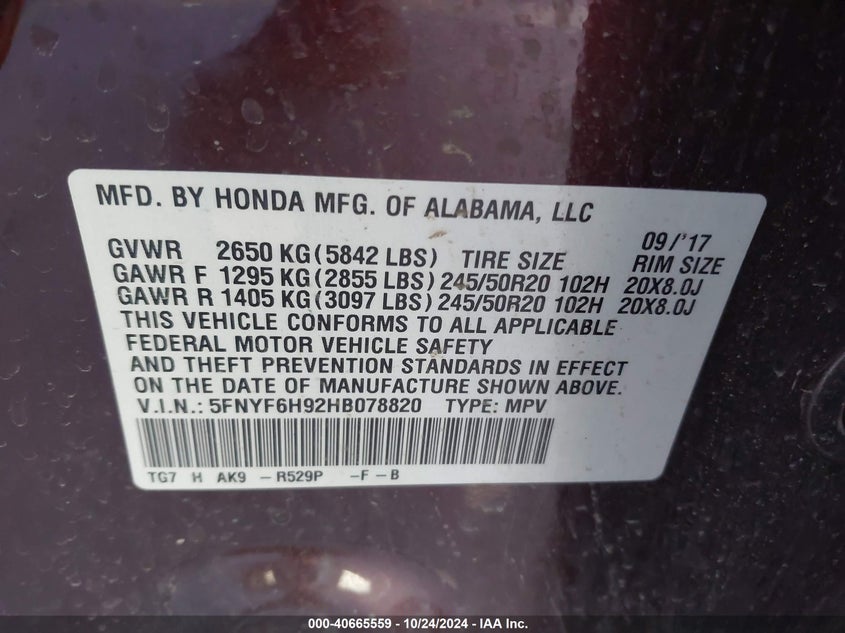 MFD. BY HONDA MFG. OF ALABAMA, LLC
09/'17
GVWR 2650 KG(5842 LBS) TIRE SIZE RIM SIZE
GAWR F 1295 KG(2855 LBS) 245/50R20 102H 20X8.0J
GAWR R 1405 KG(3097 LBS) 245/50R20 102H 20X8.0J
THIS VEHICLE CONFORMS TO ALL APPLICABLE
FEDERAL MOTOR VEHICLE SAFETY
AND THEFT PREVENTION STANDARDS IN EFFECT
ON THE DATE OF MANUFACTURE SHOWN ABOVE.
V.I.N.: 5FNYF6H92HB078820 TYPE: MPV
TG7 H AK9 -R529P -F-B
000-40665559 - 10/24/2024 - IAA Inc.